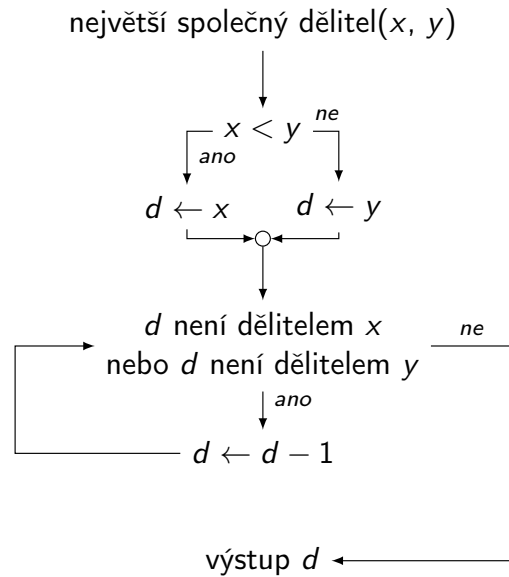 největší společný dělitel(x, y)
x < y
ne
ano
d ← x
d ← y
d není dělitelem x
nebo d není dělitelem y
ne
ano
d ← d − 1
výstup d